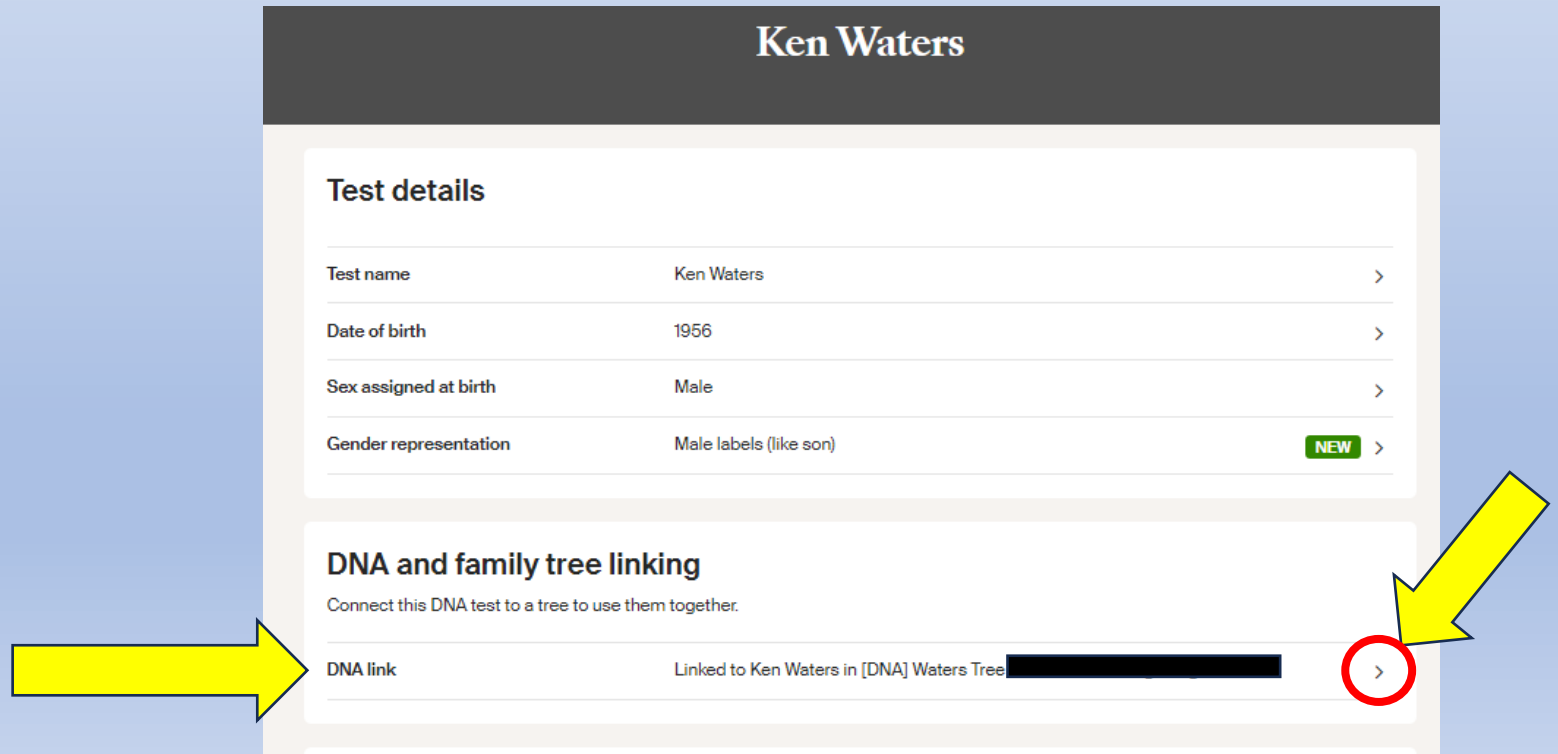 Ken Waters
Test details
Test name Ken Waters
Date of birth 1956
Sex assigned at birth Male
Gender representation Male labels (like son) NEW
DNA and family tree linking
Connect this DNA test to a tree to use them together.
DNA link Linked to Ken Waters in [DNA] Waters Tree